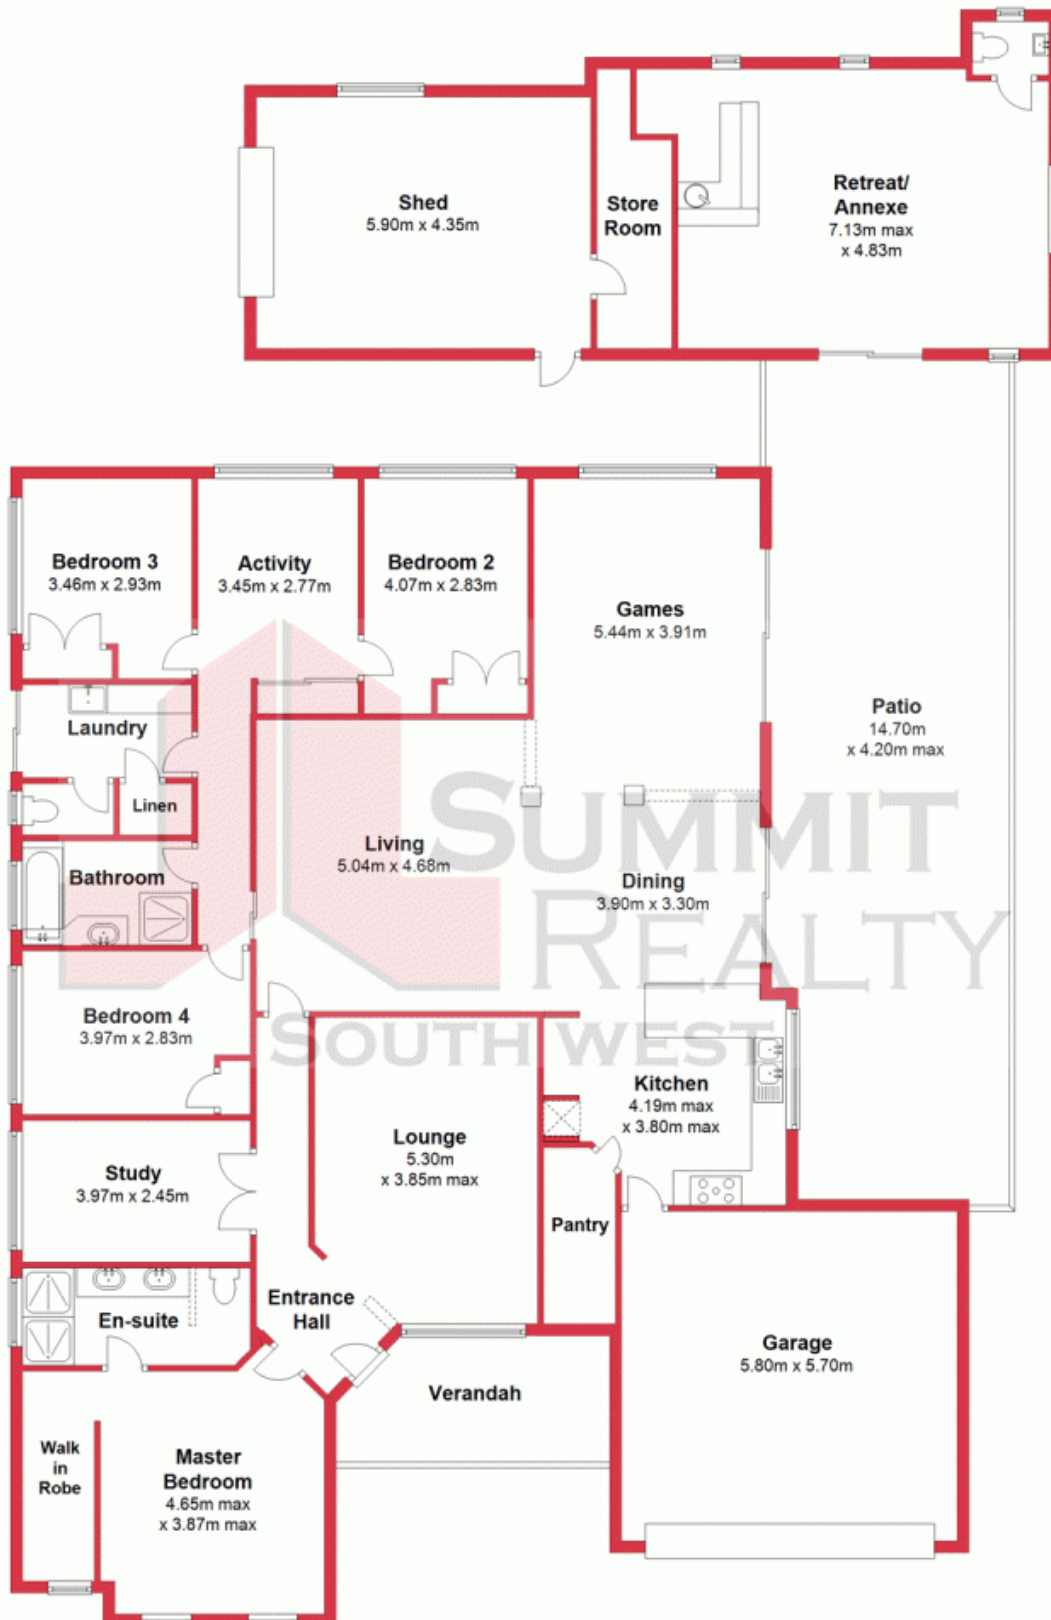 Shed
5.90m x 4.35m
Store
Room
Retreat/
Annexe
7.13m max
x 4.83m
Bedroom 3
3.46m x 2.93m
Activity
3.45m x 2.77m
Bedroom 2
4.07m x 2.83m
Games
5.44m x 3.91m
Patio
14.70m
x 4.20m max
Laundry
Linen
Living
5.04m x 4.68m
SUMMIT
Bathroom
Dining
3.90m x 3.30m
REALTY
Bedroom 4
3.97m x 2.83m
SOUTH WEST
Kitchen
4.19m max
x 3.80m max
Lounge
5.30m
x 3.85m max
Study
3.97m x 2.45m
Pantry
En-suite
Entrance
Hall
Garage
5.80m x 5.70m
Verandah
Walk
in
Robe
Master
Bedroom
4.65m max
x 3.87m max